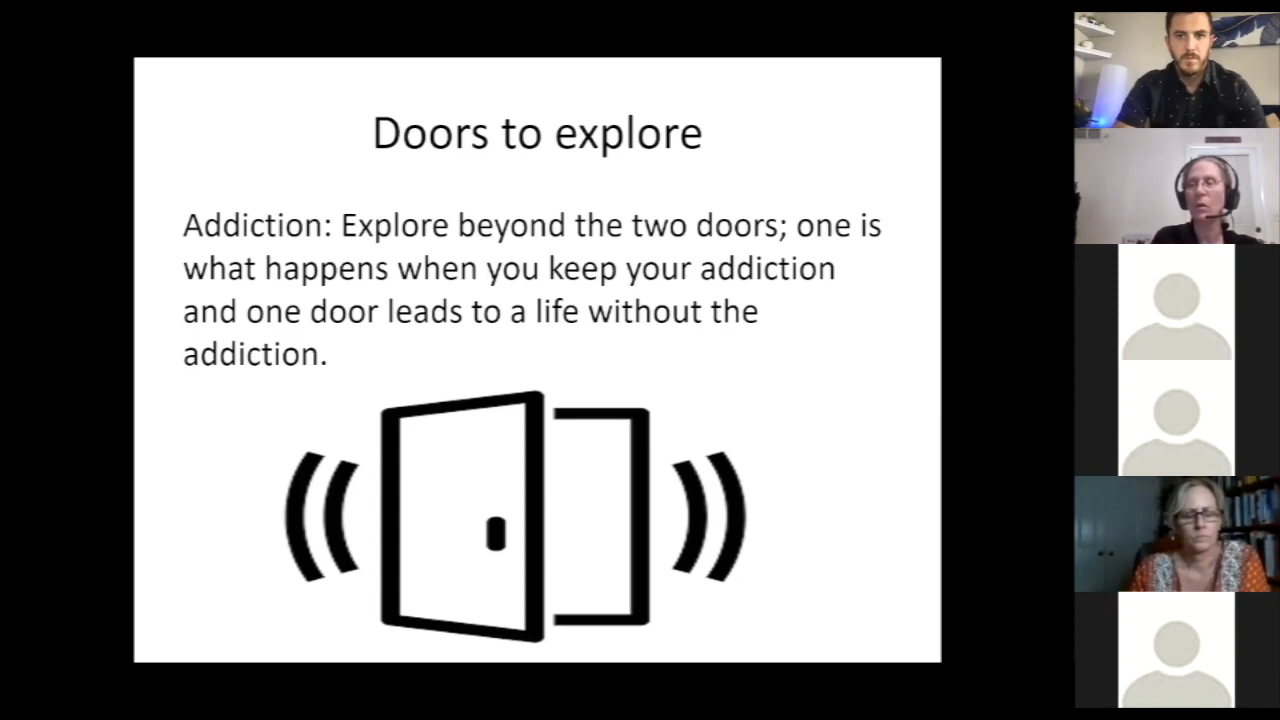 Doors to explore
Addiction: Explore beyond the two doors; one is
what happens when you keep your addiction
and one door leads to a life without the
addiction.